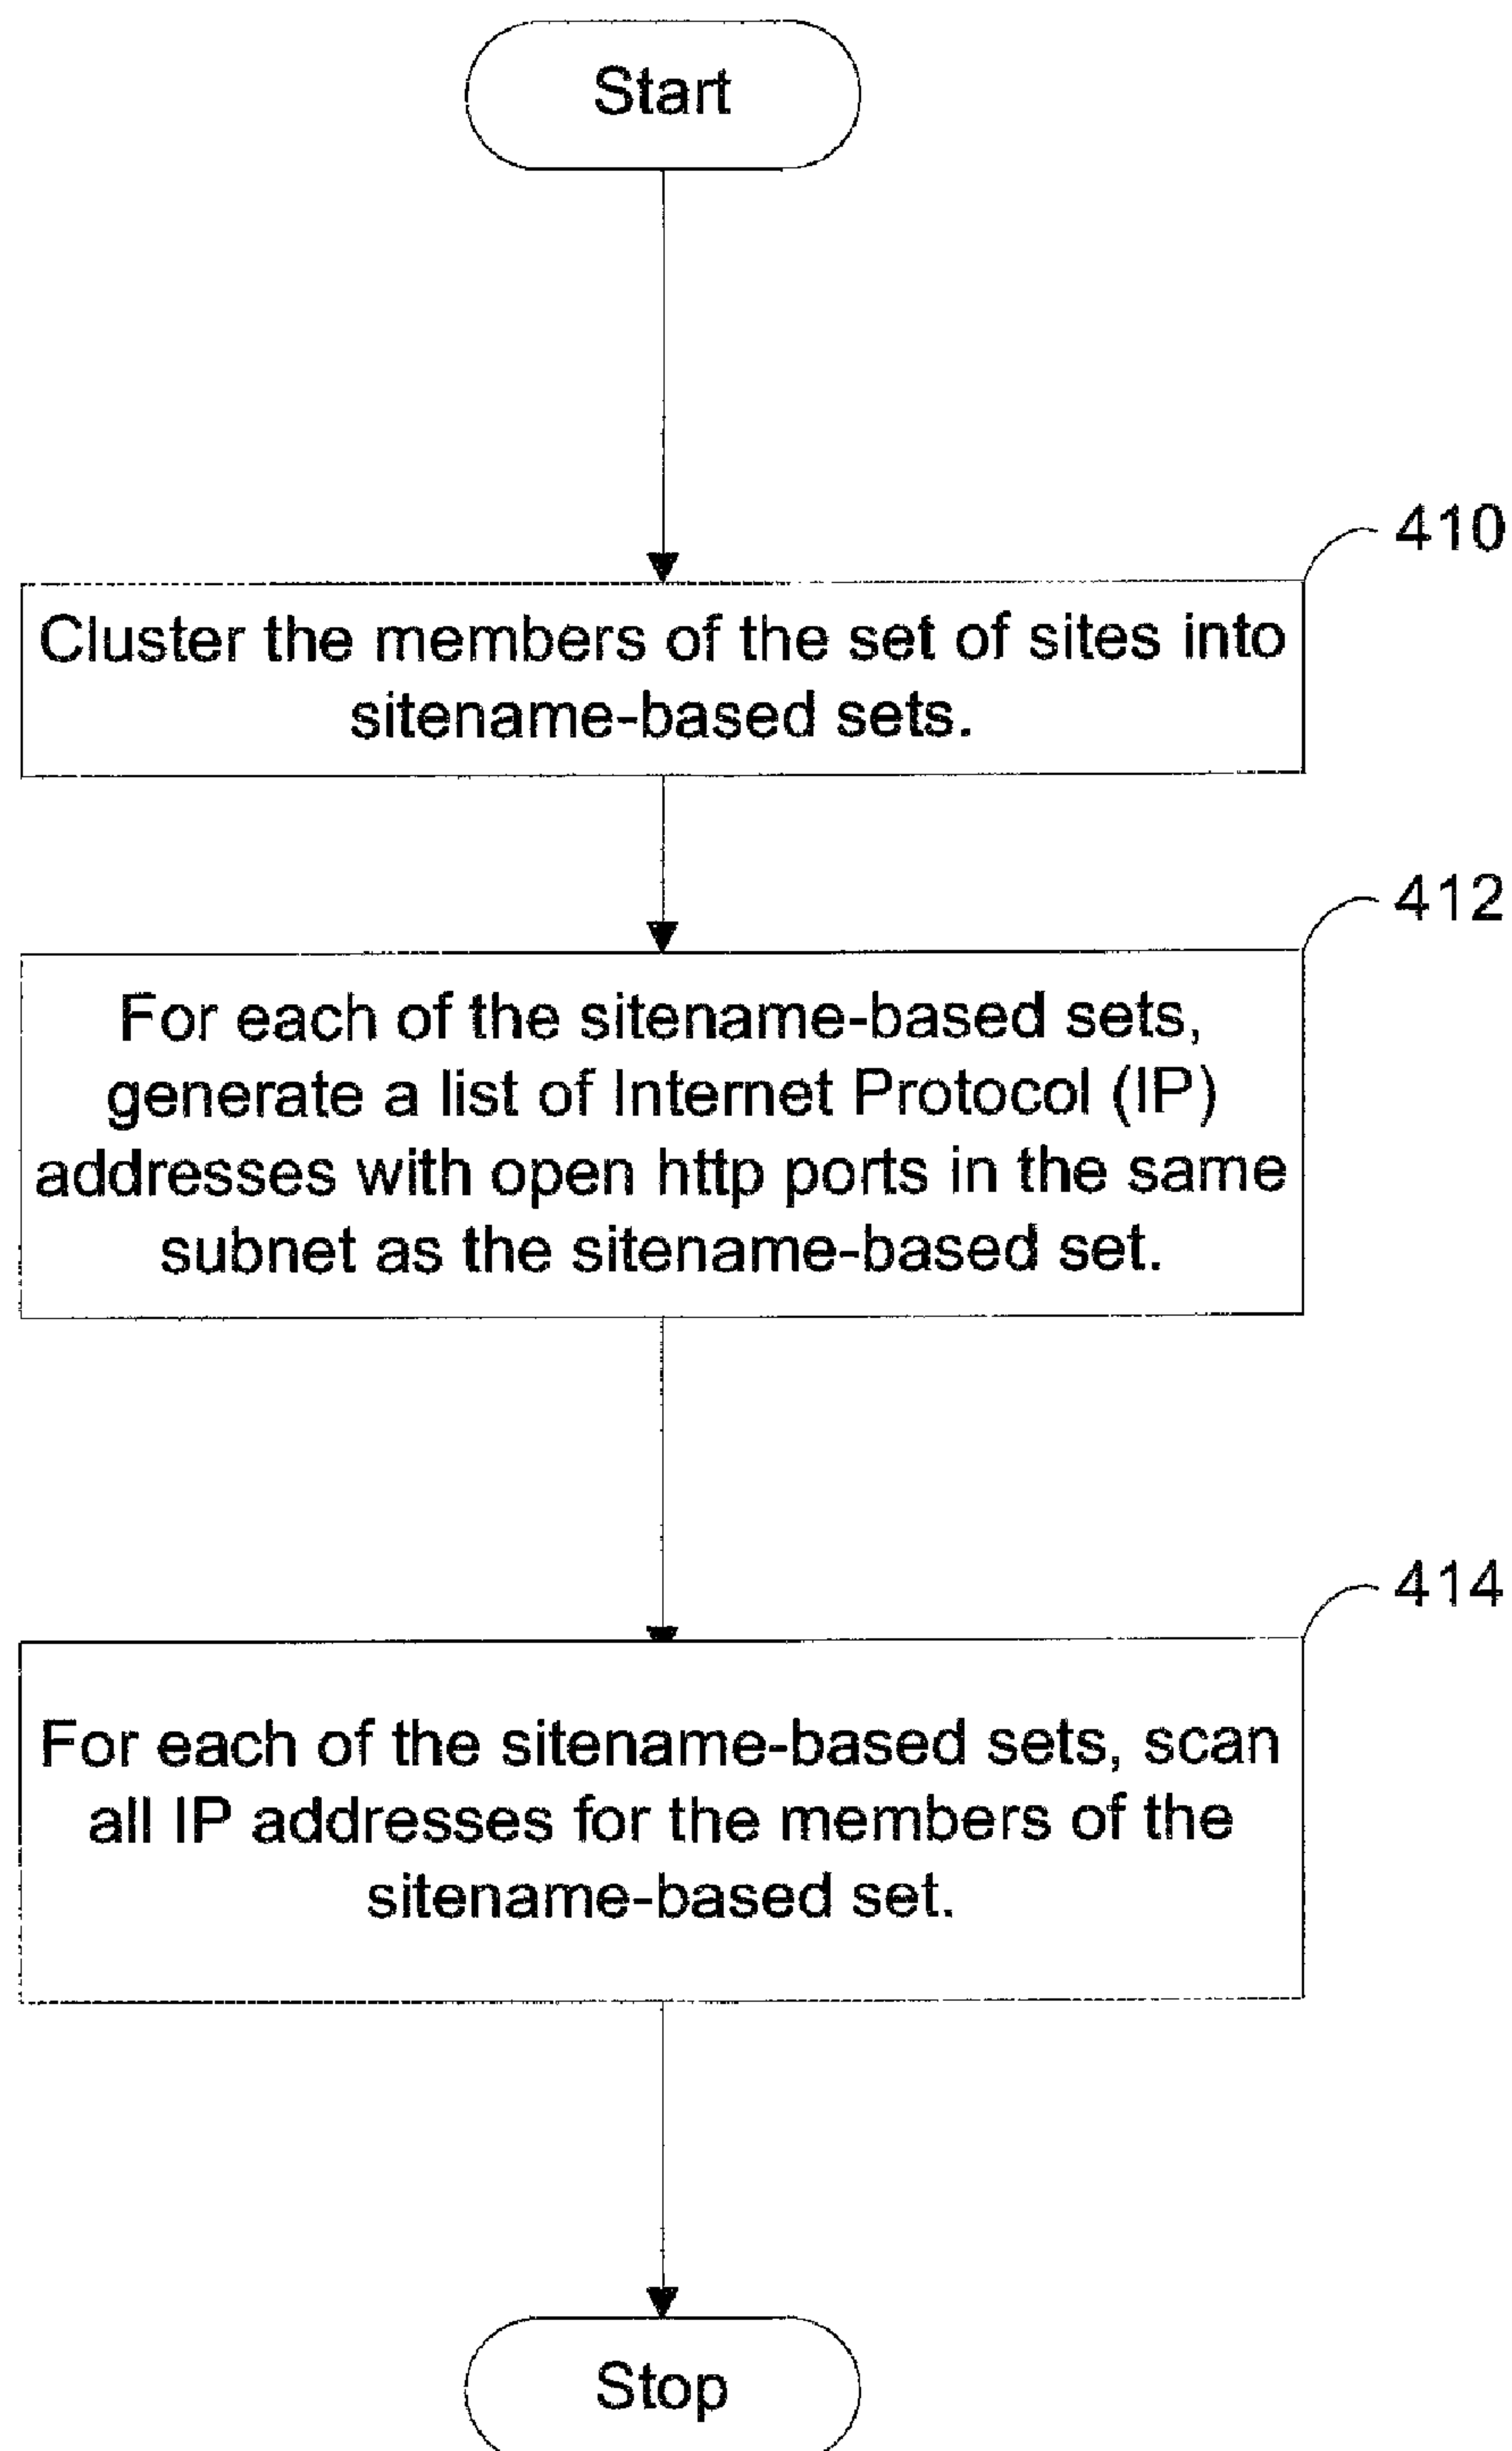 Start
410
Cluster the members of the set of sites into
sitename-based sets.
412
For each of the sitename-based sets,
generate a list of Internet Protocol (IP)
addresses with open http ports in the same
subnet as the sitename-based set.
414
For each of the sitename-based sets, scan
all IP addresses for the members of the
sitename-based set.
Stop